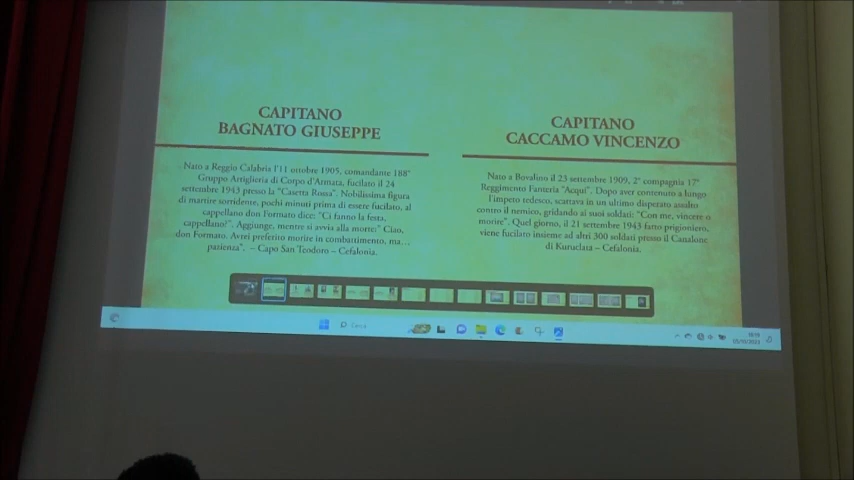 CAPITANO
BAGNATO GIUSEPPE
Nato a Reggio Calabria l'11 ottobre 1905, comandante 188°
Gruppo Artiglieria di Corpo d'Armata, fucilato il 24
settembre 1943 presso la "Casetta Rossa". Nobilissima figura
di martire sorridente, pochi minuti prima di essere fucilato, al
cappellano don Formato dice: "Ci fanno la festa,
cappellano?". Aggiunge, mentre si avvia alla morte:" Ciao,
don Formato. Avrei preferito morire in combattimento, ma...
pazienza". – Capo San Teodoro – Cefalonia.
CAPITANO
CACCAMO VINCENZO
Nato a Bovalino il 23 settembre 1909, 2° compagnia 17°
Reggimento Fanteria "Acqui". Dopo aver contenuto a lungo
l'impeto tedesco, scattava in un ultimo disperato assalto
contro il nemico, gridando ai suoi soldati: "Con me, vincere o
morire". Quel giorno, il 21 settembre 1943 fatto prigioniero,
viene fucilato insieme ad altri 300 soldati presso il Canalone
di Kuruclata – Cefalonia.
Cerca
05/10/2023